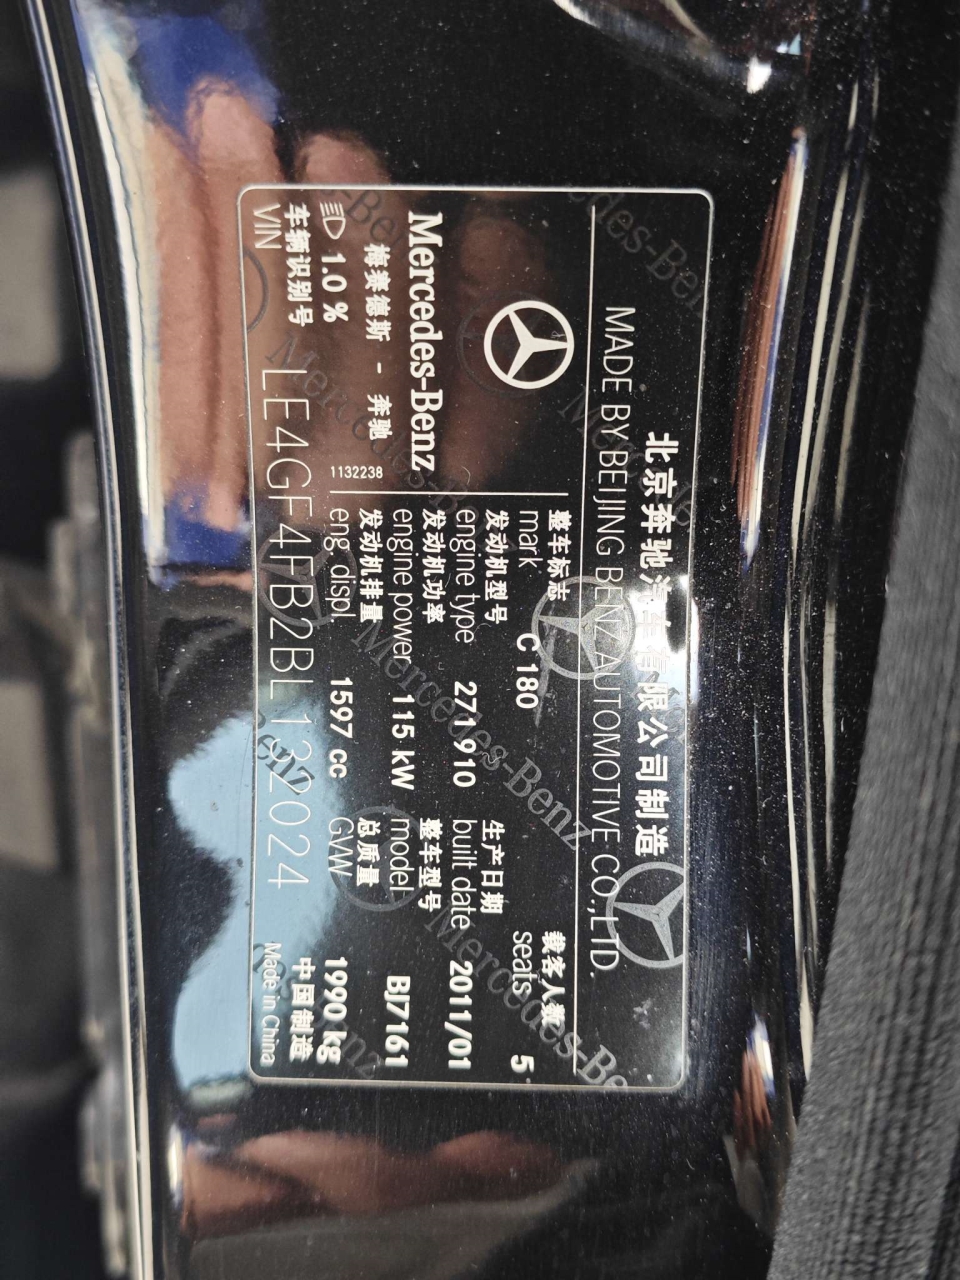 北京奔驰汽车有限公司制造
MADE BY BEIJING BENZ AUTOMOTIVE CO.,LTD.
Mercedes-Benz
梅赛德斯 - 奔驰
1.0 %
1132238
整车标志
mark C 180
载客人数
seats 5
发动机型号
engine type 271910
生产日期
built date 2011/01
发动机功率
engine power 115 kW
整车型号
model BJ7161
发动机排量
eng. displ. 1597 cc
总质量
GVW 1990 kg
车辆识别号
VIN LE4GF4FB2BL132024
中国制造
Made in China